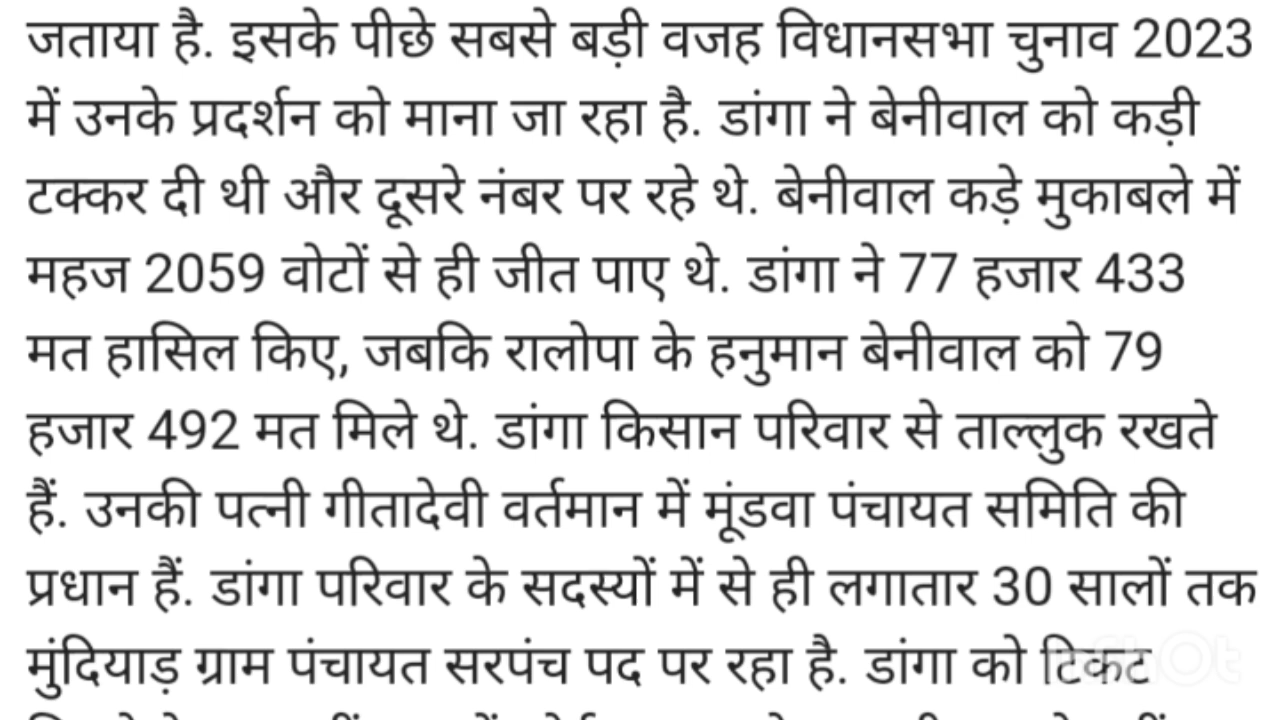 जताया है. इसके पीछे सबसे बड़ी वजह विधानसभा चुनाव 2023
में उनके प्रदर्शन को माना जा रहा है. डांगा ने बेनीवाल को कड़ी
टक्कर दी थी और दूसरे नंबर पर रहे थे. बेनीवाल कड़े मुकाबले में
महज 2059 वोटों से ही जीत पाए थे. डांगा ने 77 हजार 433
मत हासिल किए, जबकि रालोपा के हनुमान बेनीवाल को 79
हजार 492 मत मिले थे. डांगा किसान परिवार से ताल्लुक रखते
हैं. उनकी पत्नी गीतादेवी वर्तमान में मूंडवा पंचायत समिति की
प्रधान हैं. डांगा परिवार के सदस्यों में से ही लगातार 30 सालों तक
मुंदियाड़ ग्राम पंचायत सरपंच पद पर रहा है. डांगा को टिकट
InShOt